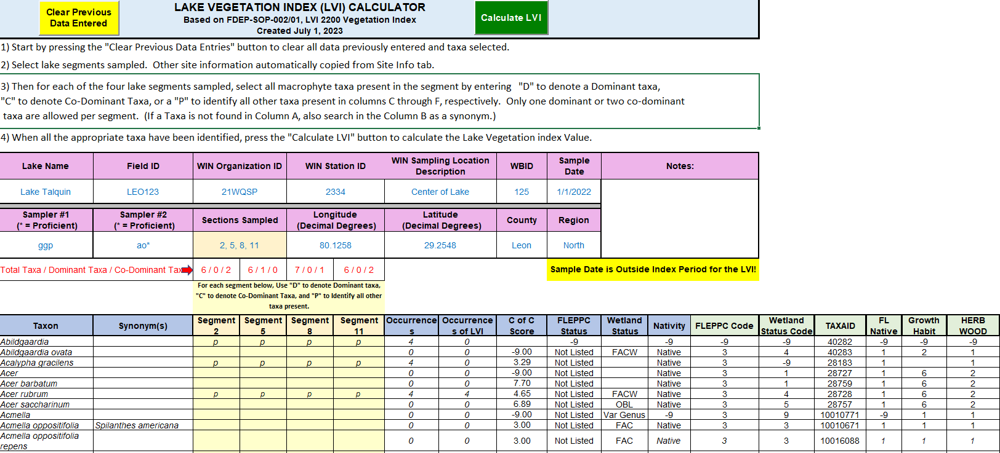 Clear Previous
Data Entered
LAKE VEGETATION INDEX (LVI) CALCULATOR
Based on FDEP-SOP-002/01, LVI 2200 Vegetation Index
Created July 1, 2023
Calculate LVI
1) Start by pressing the "Clear Previous Data Entries" button to clear all data previously entered and taxa selected.
2) Select lake segments sampled.  Other site information automatically copied from Site Info tab.
3) Then for each of the four lake segments sampled, select all macrophyte taxa present in the segment by entering   "D" to denote a Dominant taxa,
"C" to denote Co-Dominant Taxa, or a "P" to identify all other taxa present in columns C through F, respectively.  Only one dominant or two co-dominant
taxa are allowed per segment.  (If a Taxa is not found in Column A, also search in the Column B as a synonym.)
4) When all the appropriate taxa have been identified, press the "Calculate LVI" button to calculate the Lake Vegetation index Value.
Lake Name Field ID WIN Organization ID WIN Station ID WIN Sampling Location Description WBID Sample Date Notes:
Lake Talquin LEO123 21WQSP 2334 Center of Lake 125 1/1/2022
Sampler #1 (* = Proficient) Sampler #2 (* = Proficient) Sections Sampled Longitude (Decimal Degrees) Latitude (Decimal Degrees) County Region
ggp ao* 2, 5, 8, 11 80.1258 29.2548 Leon North
Total Taxa / Dominant Taxa / Co-Dominant Tax 6 / 0 / 2 6 / 1 / 0 7 / 0 / 1 6 / 0 / 2 Sample Date is Outside Index Period for the LVI!
For each segment below, Use "D" to denote Dominant taxa,
"C" to denote Co-Dominant Taxa, and "P" to Identify all other
taxa present.
Taxon Synonym(s) Segment 2 Segment 5 Segment 8 Segment 11 Occurrences Occurrences of LVI C of C Score FLEPPC Status Wetland Status Nativity FLEPPC Code Wetland Status Code TAXAID FL Native Growth Habit HERB WOOD
Abildgaardia p p p p 4 0 -9 -9 -9 -9 40282 -9 -9 -9
Abildgaardia ovata 0 0 -9.00 Not Listed FACW Native 3 4 40283 1 2 1
Acalypha gracilens p p p p 4 0 3.29 Not Listed Native 3 -9 28183 1 1
Acer 0 0 -9.00 Not Listed Native 3 1 28727 1 6 2
Acer barbatum 0 0 7.70 Not Listed Native 3 1 28759 1 6 2
Acer rubrum p p p p 4 4 4.65 Not Listed FACW Native 3 4 28728 1 6 2
Acer saccharinum 0 0 6.89 Not Listed OBL Native 3 5 28757 1 6 2
Acmella 0 0 -9.00 Not Listed Var Genus -9 3 9 10010771 -9 1 1
Acmella oppositifolia Spilanthes americana 0 0 3.00 Not Listed FAC Native 3 3 10010671 1 1 1
Acmella oppositifolia repens 0 0 3.00 Not Listed FAC Native 3 3 10016088 1 1 1